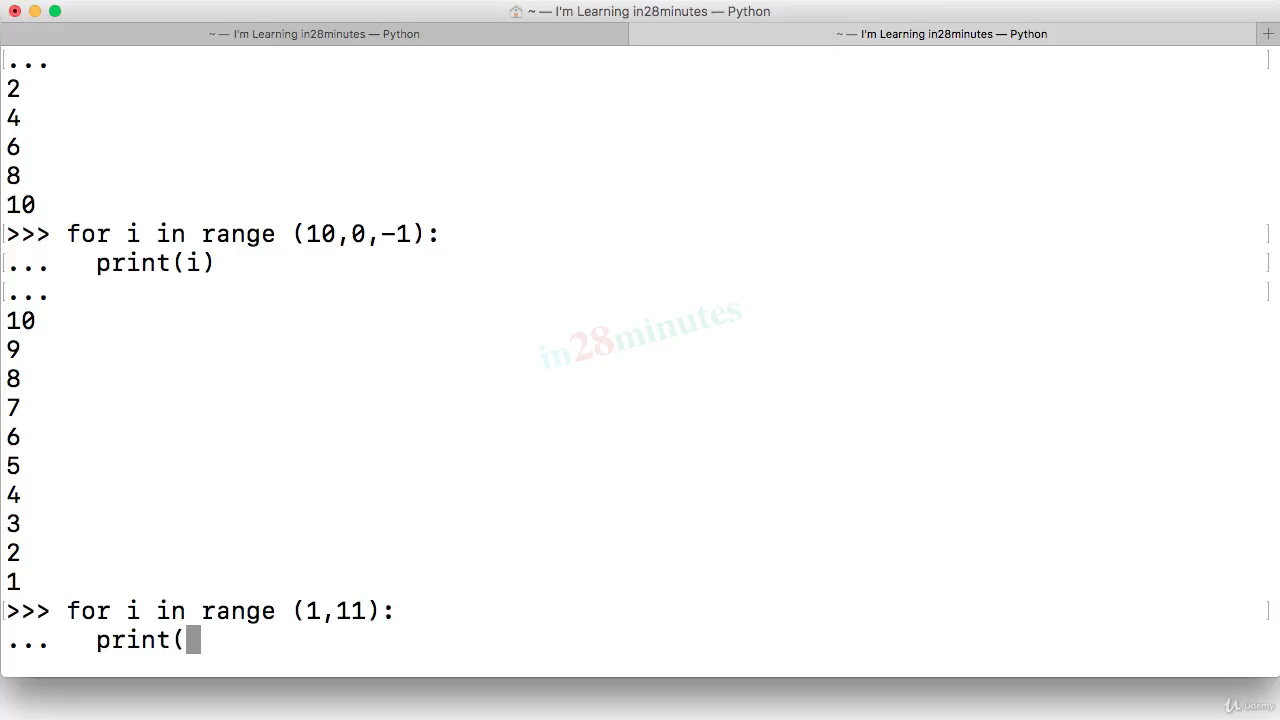 ~ — I'm Learning in28minutes — Python
~ — I'm Learning in28minutes — Python
~ — I'm Learning in28minutes — Python
...
2
4
6
8
10
>>> for i in range (10,0,-1):
...   print(i)
...
10
9
8
7
6
5
4
3
2
1
>>> for i in range (1,11):
...   print(
in28minutes
Udemy